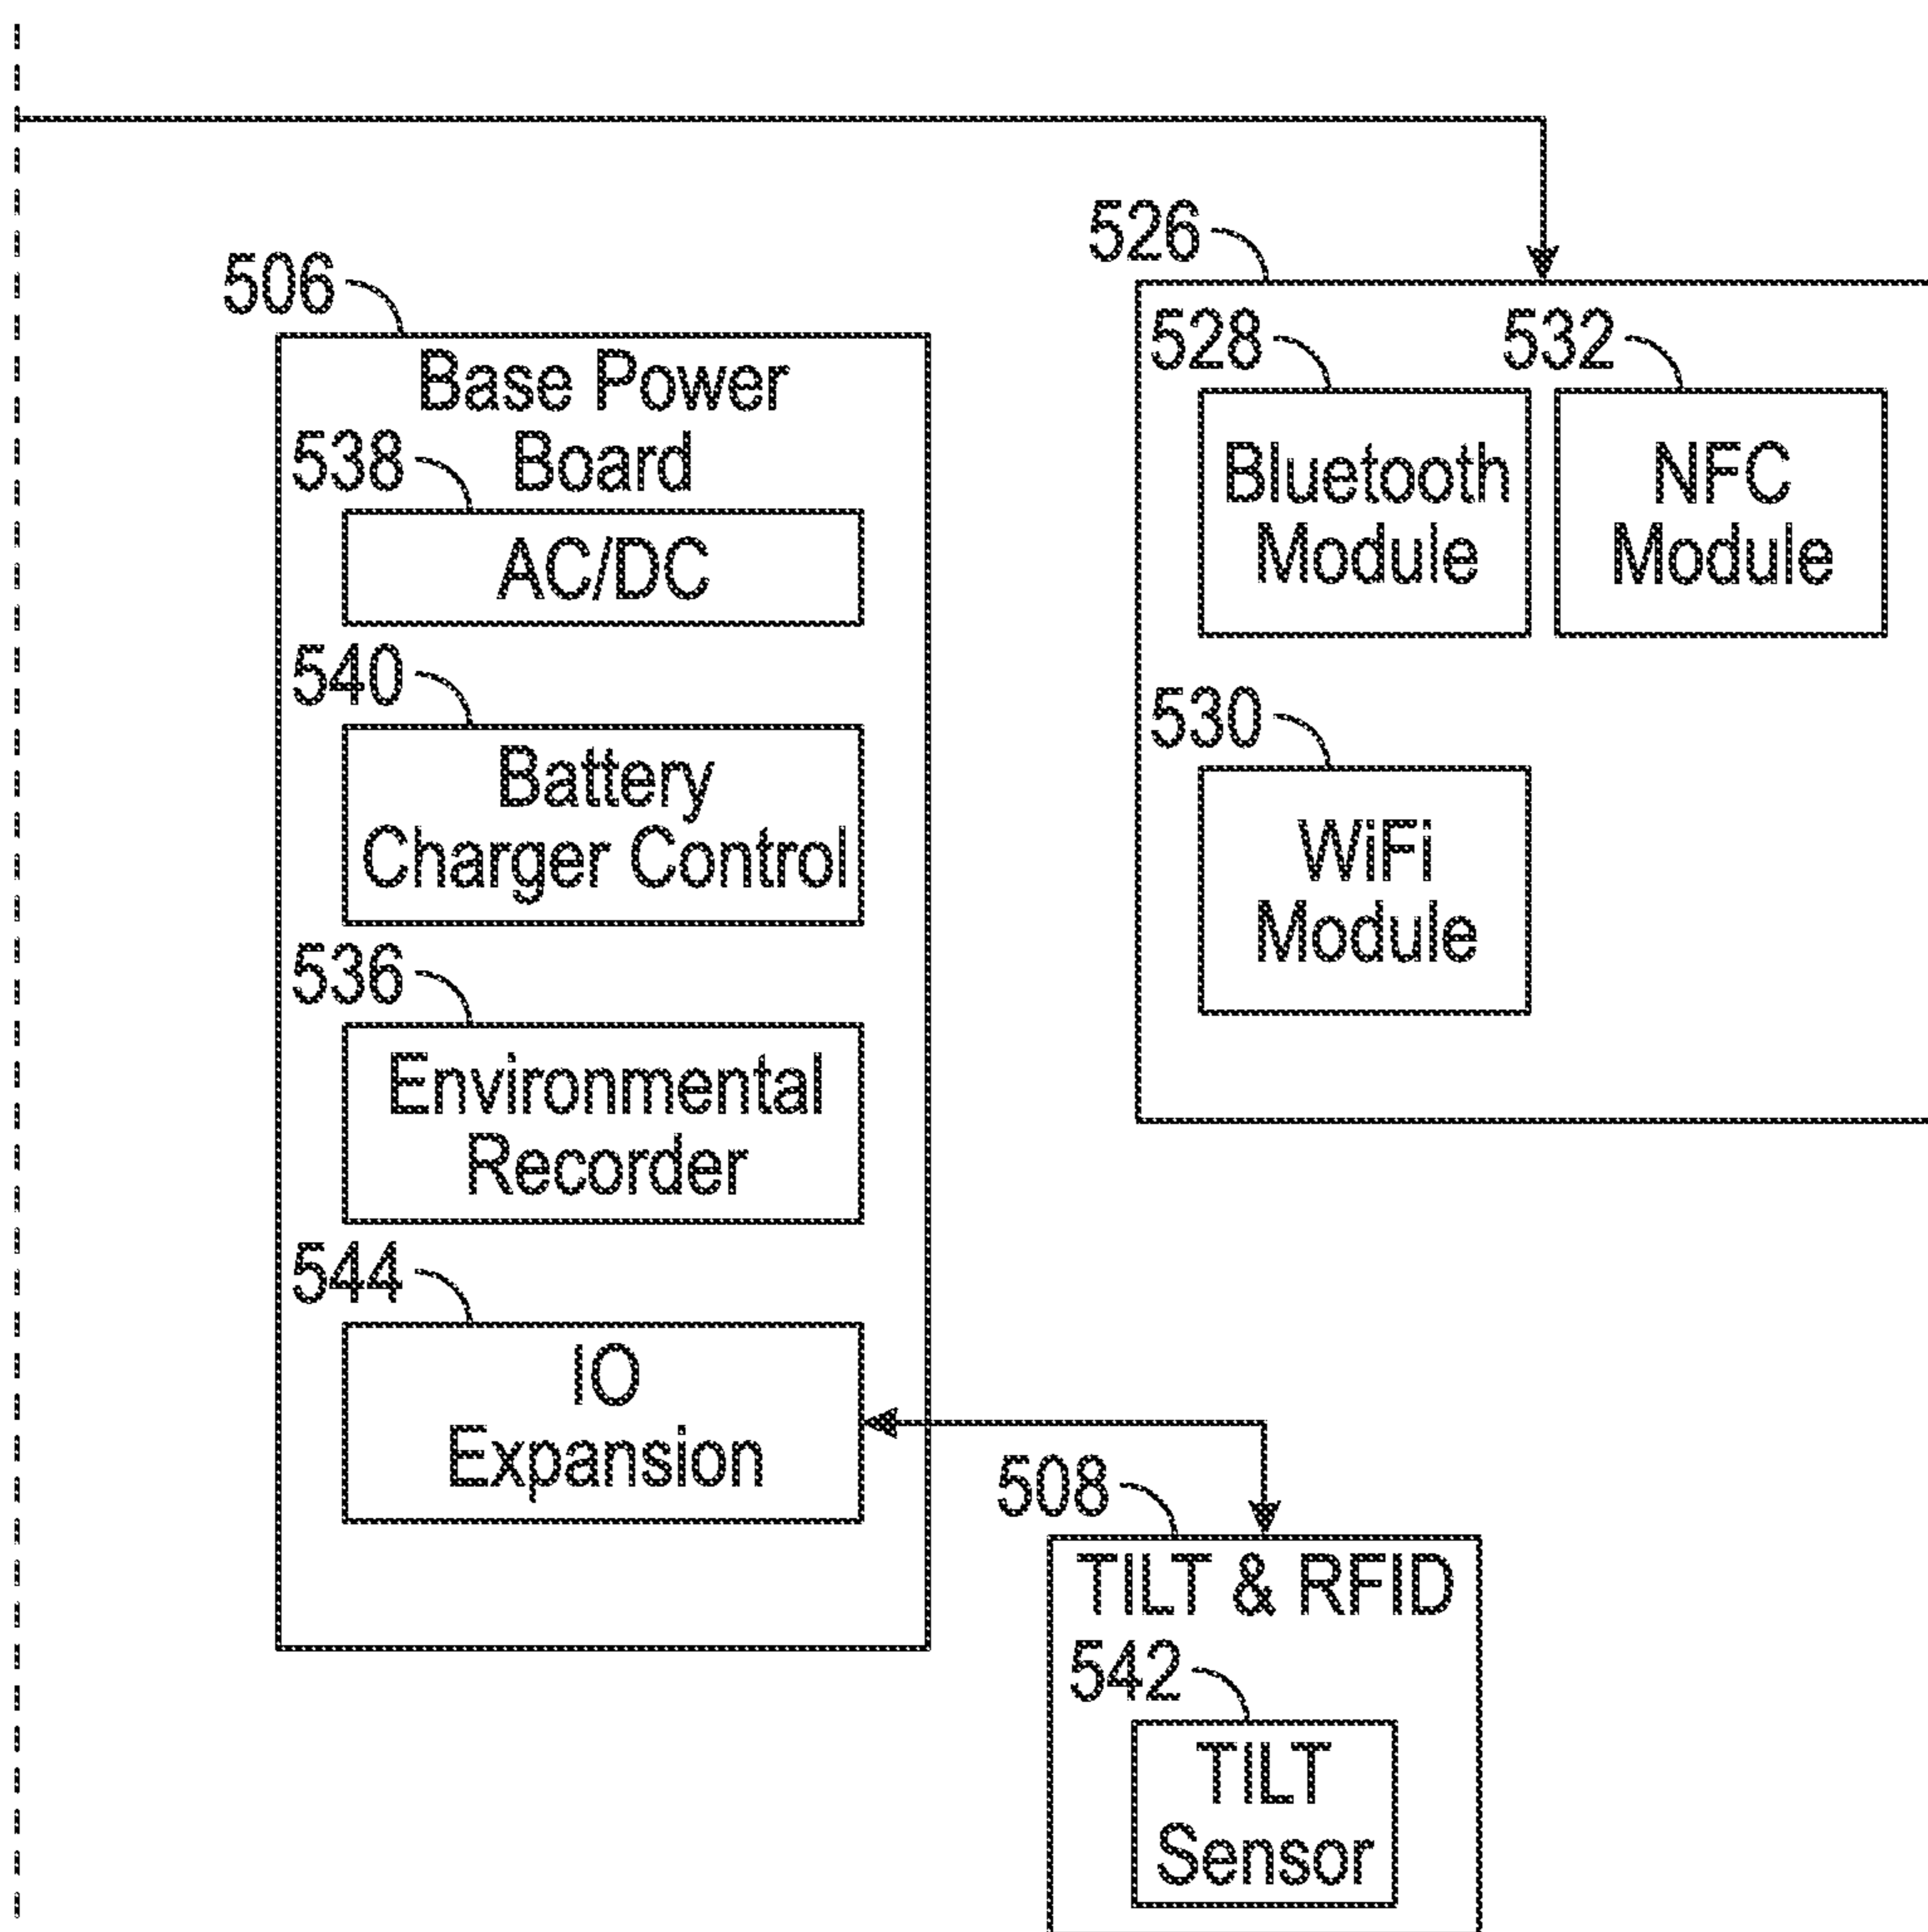 506
Base Power
Board
538
AC/DC
540
Battery
Charger Control
536
Environmental
Recorder
544
IO
Expansion
526
528
Bluetooth
Module
532
NFC
Module
530
WiFi
Module
508
TILT & RFID
542
TILT
Sensor